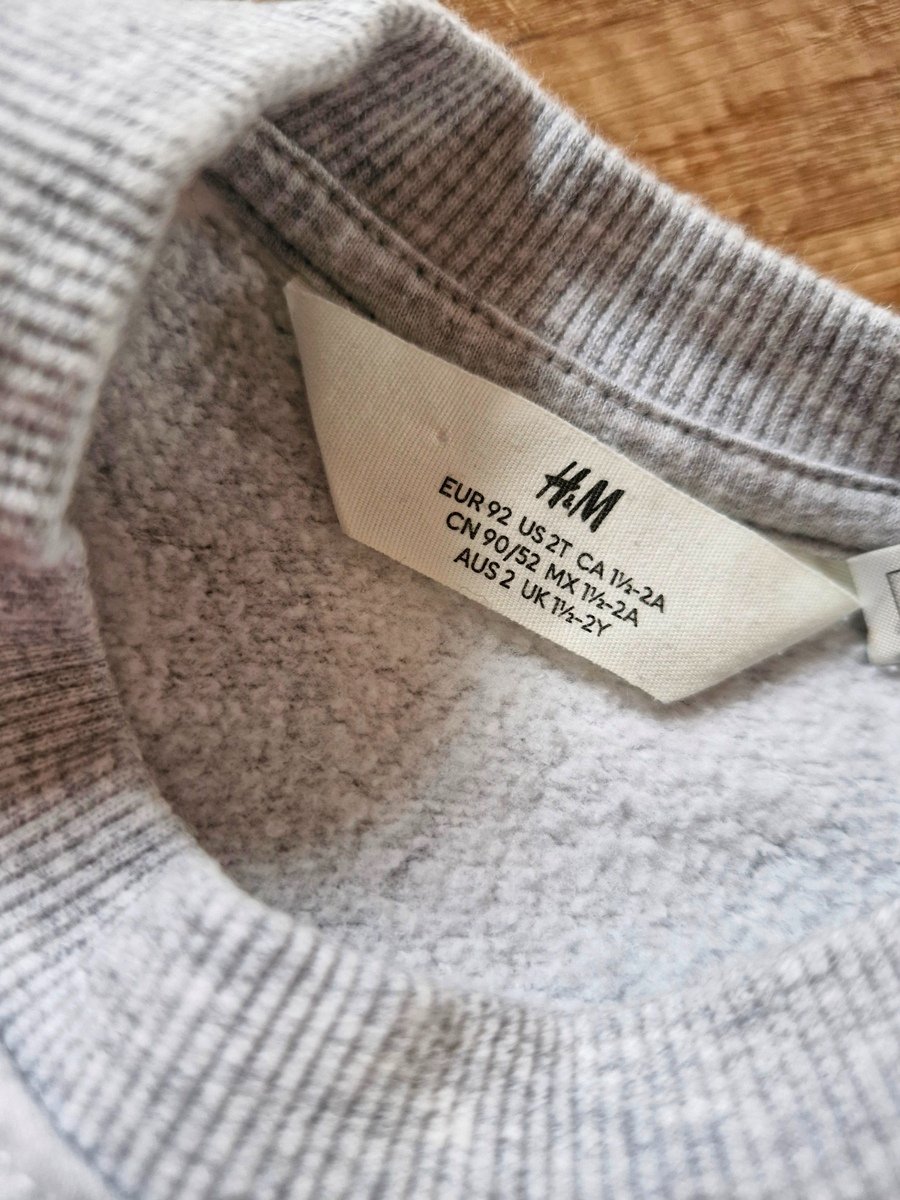 H&M
EUR 92 US 2T CA 1½-2A
CN 90/52 MX 1½-2A
AUS 2 UK 1½-2Y